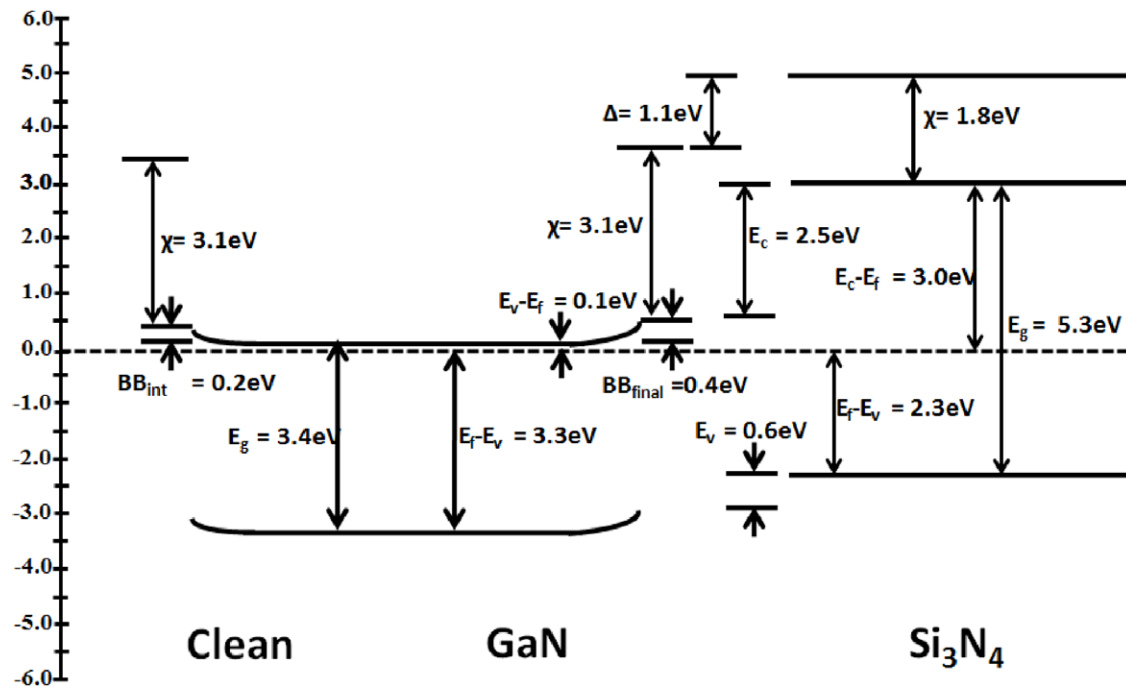 6.0
5.0
4.0
3.0
2.0
1.0
0.0
-1.0
-2.0
-3.0
-4.0
-5.0
-6.0
χ= 3.1eV
BBint = 0.2eV
Eg = 3.4eV
Ef-Ev = 3.3eV
Ev-Ef = 0.1eV
χ= 3.1eV
BBfinal =0.4eV
Δ= 1.1eV
Ec = 2.5eV
Ev = 0.6eV
χ= 1.8eV
Ec-Ef = 3.0eV
Eg = 5.3eV
Ef-Ev = 2.3eV
Clean
GaN
Si3N4